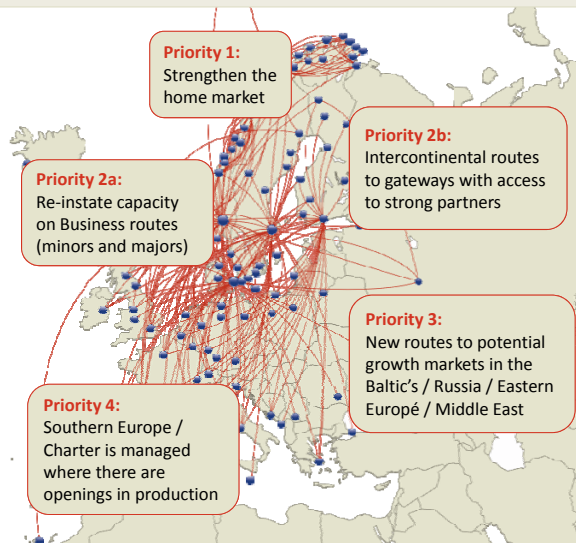 Priority 1:
Strengthen the
home market
Priority 2a:
Re-instate capacity
on Business routes
(minors and majors)
Priority 2b:
Intercontinental routes
to gateways with access
to strong partners
Priority 3:
New routes to potential
growth markets in the
Baltic's / Russia / Eastern
Europé / Middle East
Priority 4:
Southern Europe /
Charter is managed
where there are
openings in production